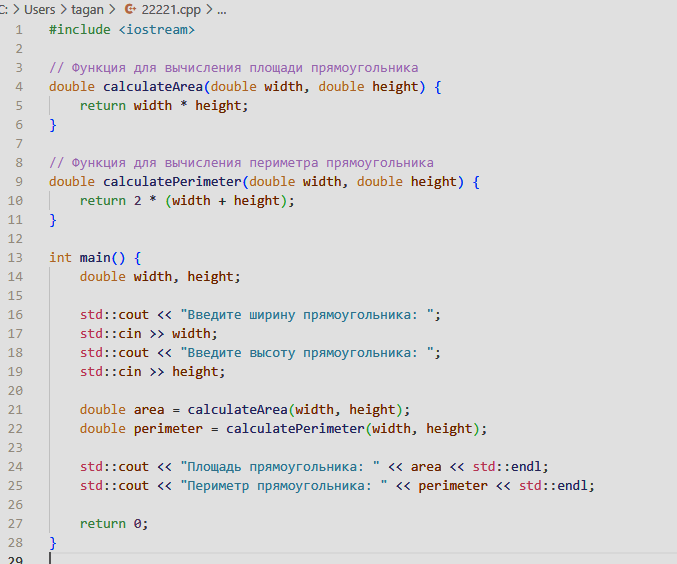 C: > Users > tagan > 22221.cpp > ...
1 #include <iostream>
2
3 // Функция для вычисления площади прямоугольника
4 double calculateArea(double width, double height) {
5     return width * height;
6 }
7
8 // Функция для вычисления периметра прямоугольника
9 double calculatePerimeter(double width, double height) {
10     return 2 * (width + height);
11 }
12
13 int main() {
14     double width, height;
15
16     std::cout << "Введите ширину прямоугольника: ";
17     std::cin >> width;
18     std::cout << "Введите высоту прямоугольника: ";
19     std::cin >> height;
20
21     double area = calculateArea(width, height);
22     double perimeter = calculatePerimeter(width, height);
23
24     std::cout << "Площадь прямоугольника: " << area << std::endl;
25     std::cout << "Периметр прямоугольника: " << perimeter << std::endl;
26
27     return 0;
28 }
29